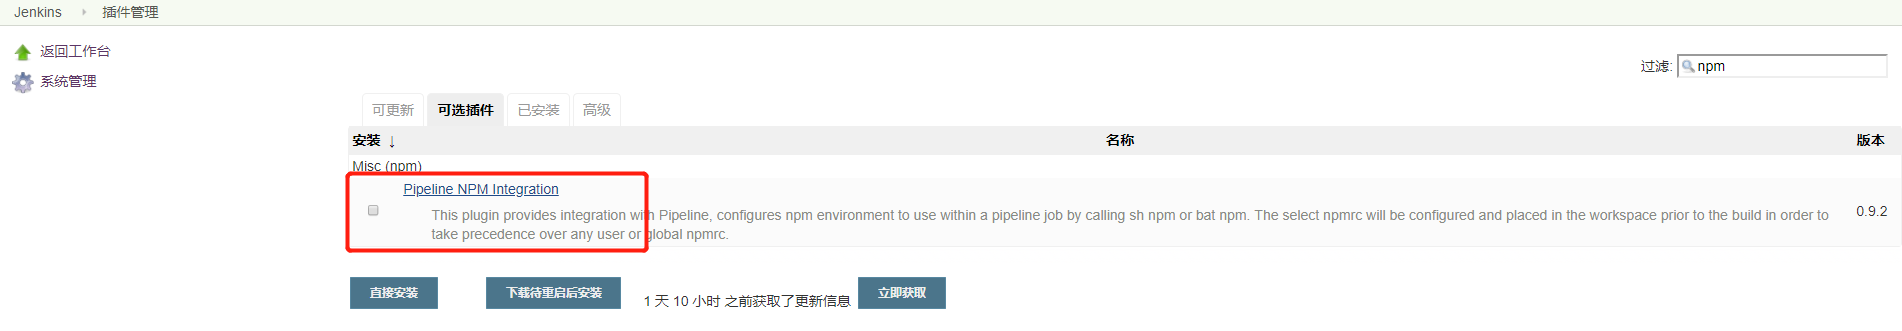 Jenkins 插件管理
返回工作台
系统管理
过滤: npm
可更新 可选插件 已安装 高级
安装 ↓ 名称 版本
Misc (npm)
Pipeline NPM Integration
This plugin provides integration with Pipeline, configures npm environment to use within a pipeline job by calling sh npm or bat npm. The select npmrc will be configured and placed in the workspace prior to the build in order to
take precedence over any user or global npmrc.
0.9.2
直接安装 下载待重启后安装 1 天 10 小时 之前获取了更新信息 立即获取